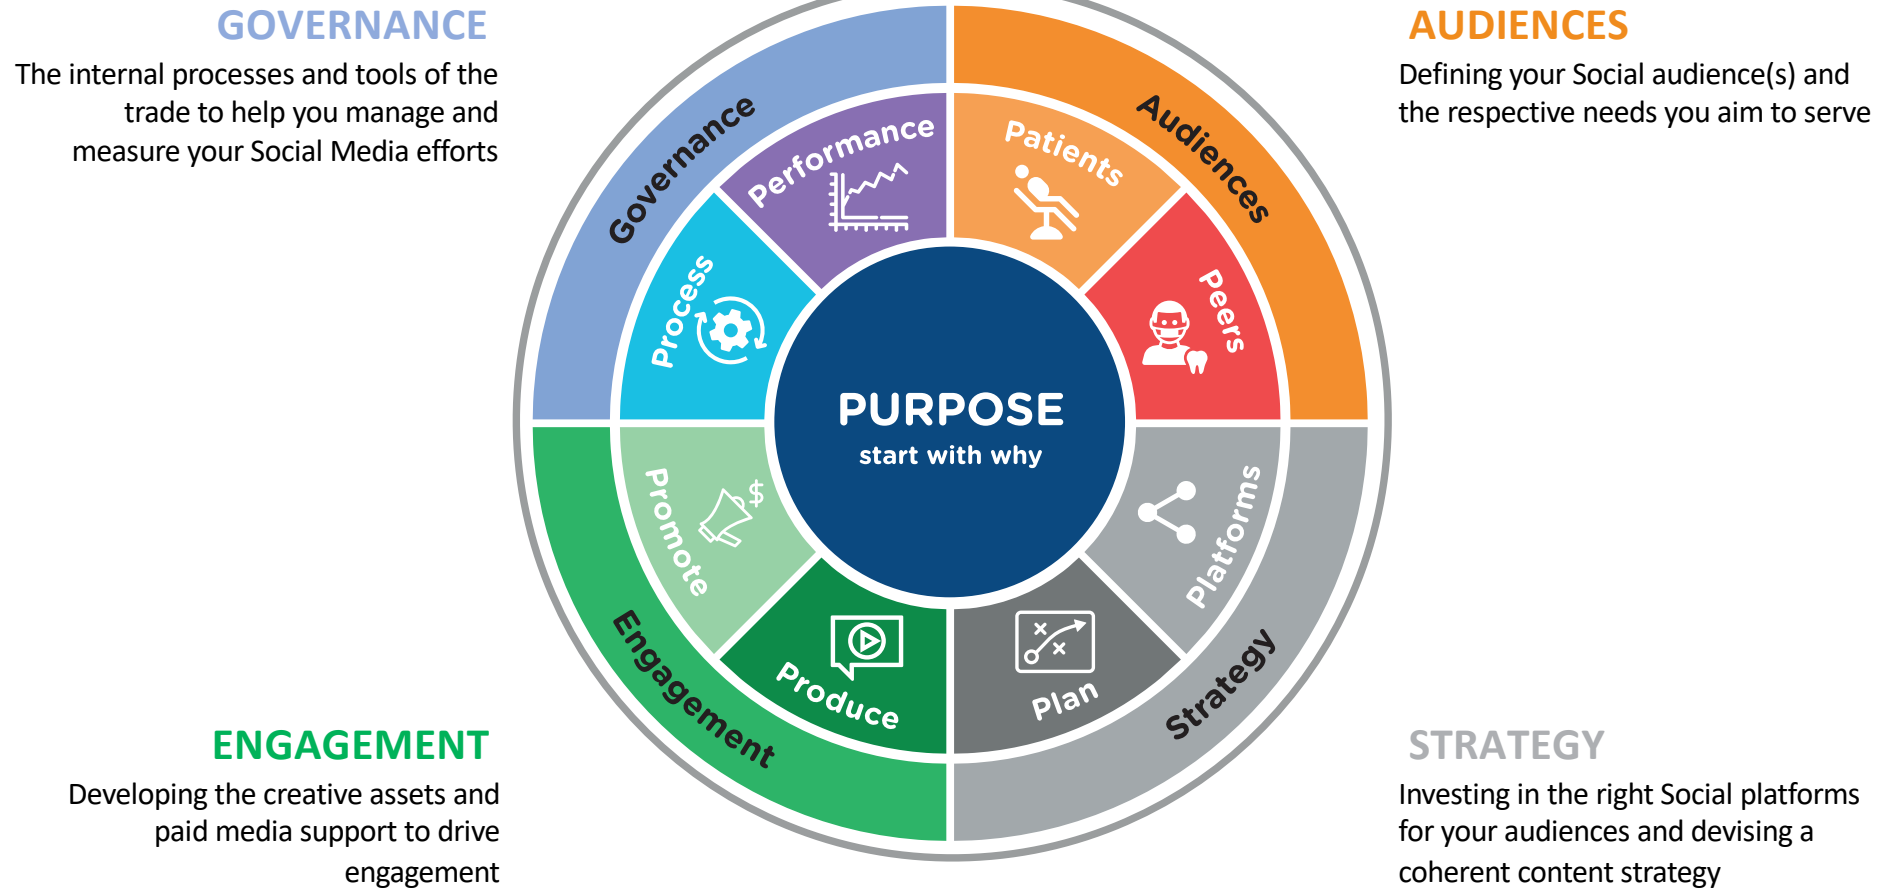 GOVERNANCE
The internal processes and tools of the
trade to help you manage and
measure your Social Media efforts
AUDIENCES
Defining your Social audience(s) and
the respective needs you aim to serve
Governance
Audiences
Performance
Patients
Process
Peers
PURPOSE
start with why
Promote
$
Platforms
Produce
Plan
Engagement
Strategy
ENGAGEMENT
Developing the creative assets and
paid media support to drive
engagement
STRATEGY
Investing in the right Social platforms
for your audiences and devising a
coherent content strategy